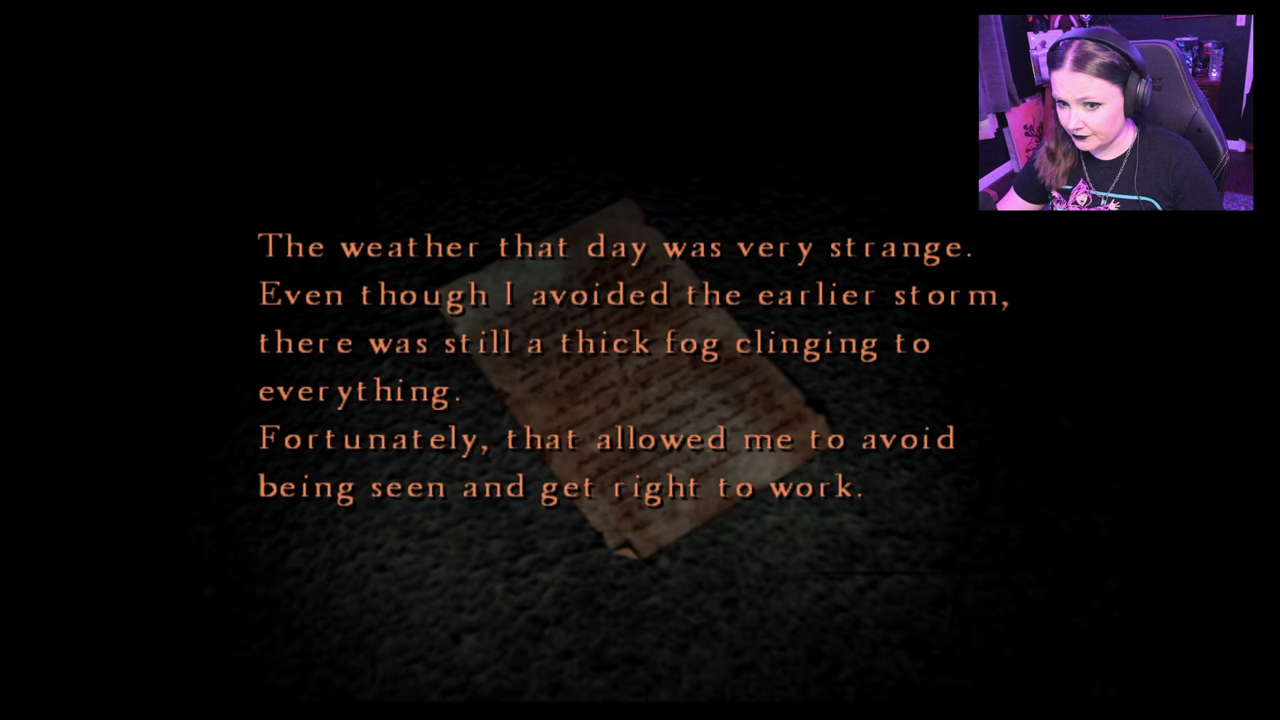 The weather that day was very strange.
Even though I avoided the earlier storm,
there was still a thick fog clinging to
everything.
Fortunately, that allowed me to avoid
being seen and get right to work.